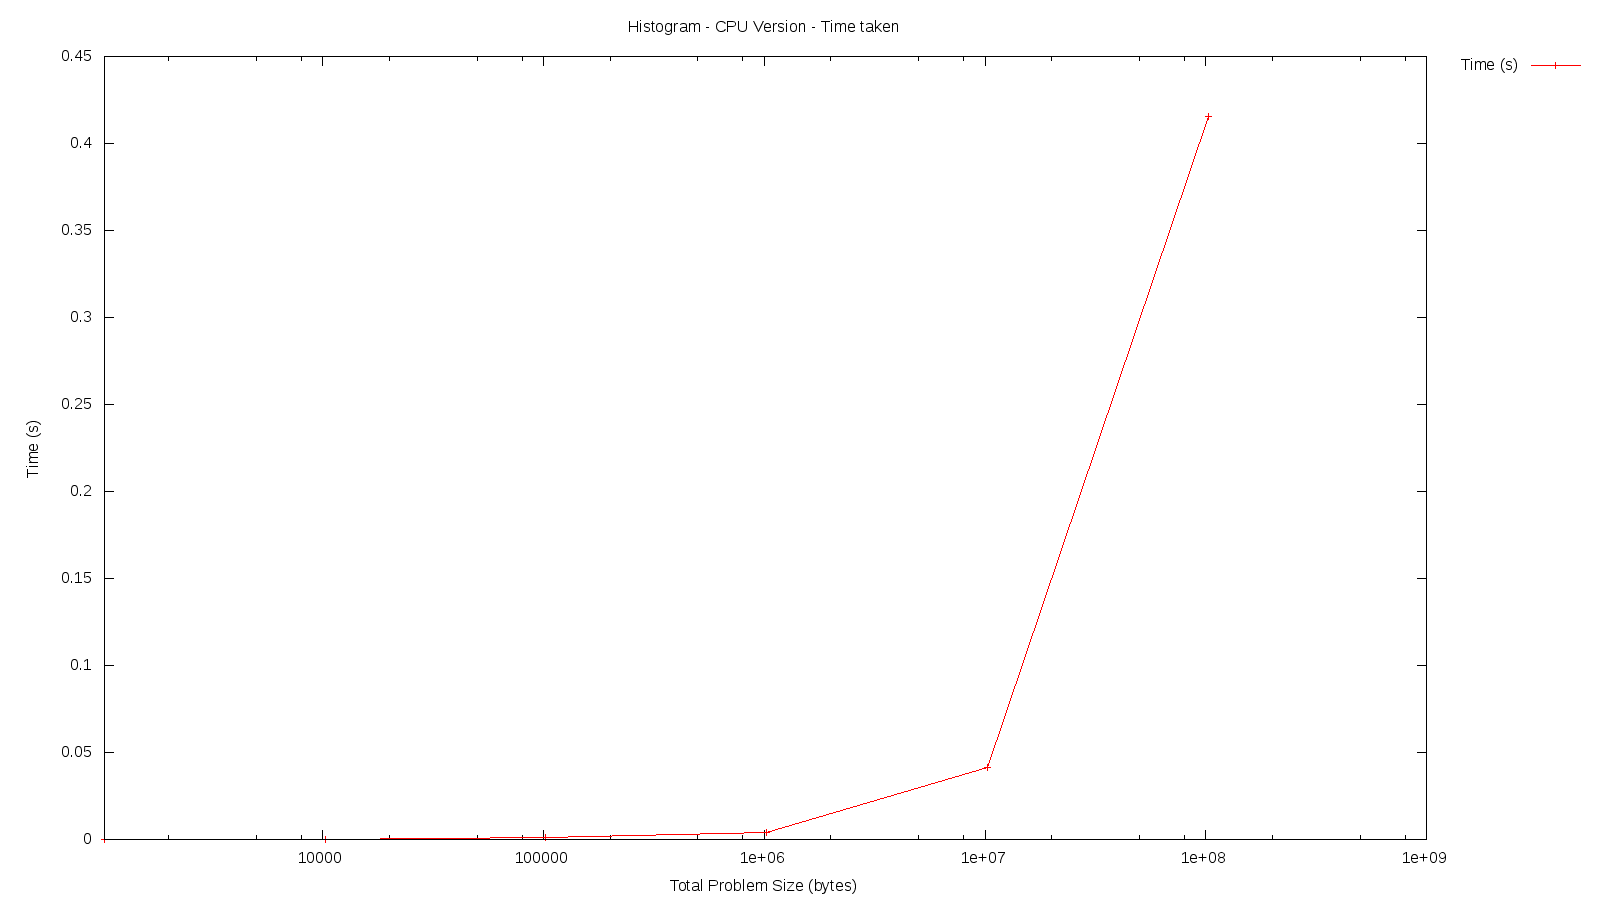 Histogram - CPU Version - Time taken
Time (s)
0.45
0.4
0.35
0.3
0.25
0.2
0.15
0.1
0.05
0
Time (s)
10000 100000 1e+06 1e+07 1e+08 1e+09
Total Problem Size (bytes)